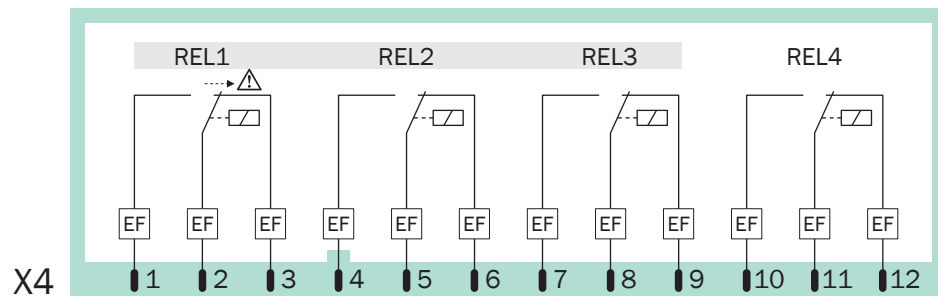 REL1 REL2 REL3 REL4
EF EF EF EF EF EF EF EF EF EF EF EF
X4 1 2 3 4 5 6 7 8 9 10 11 12